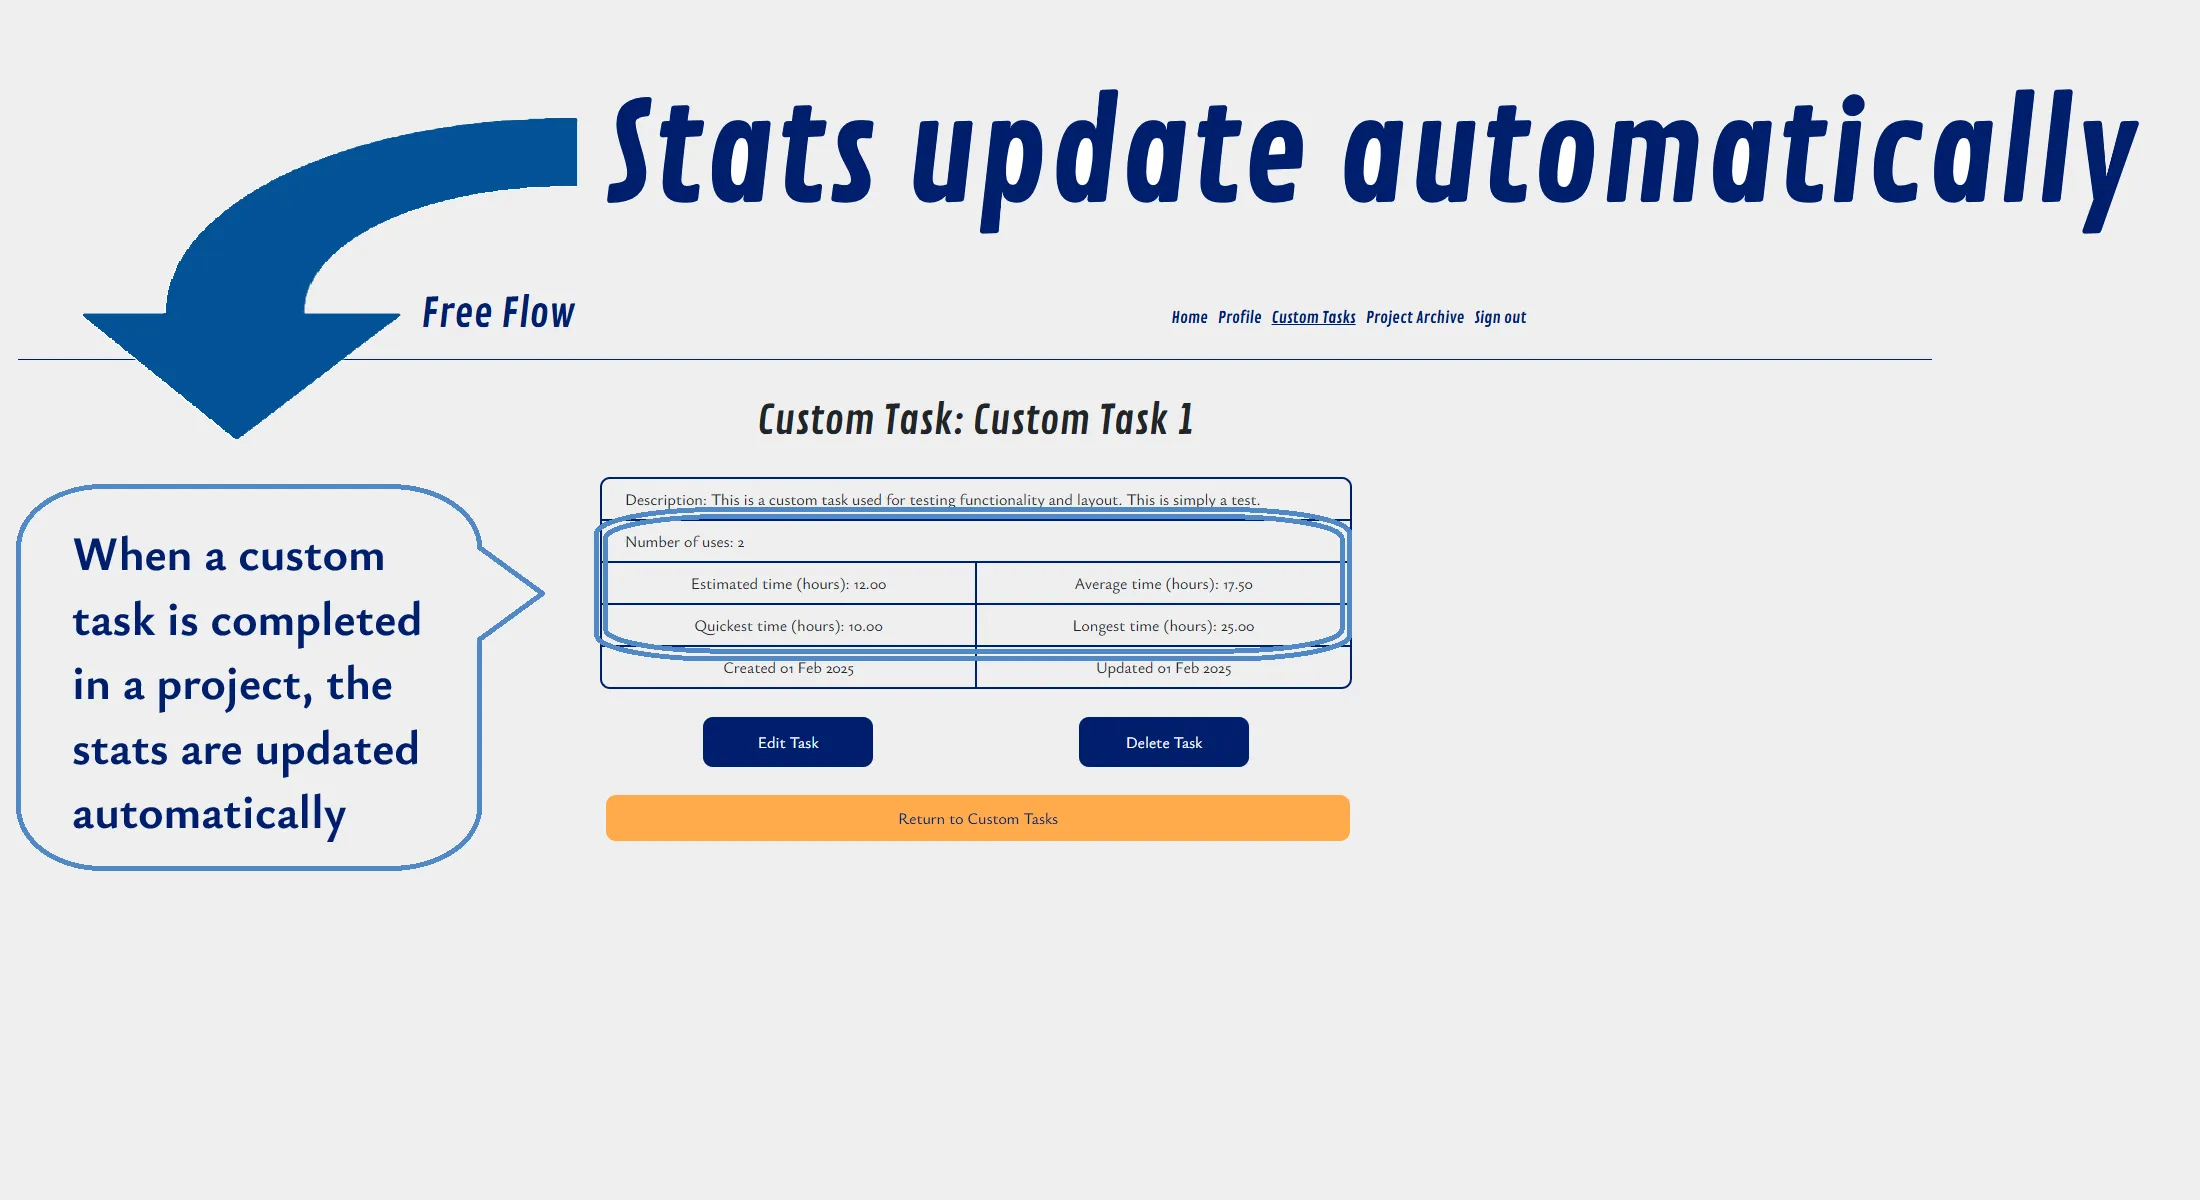 Stats update automatically
Free Flow
Home Profile Custom Tasks Project Archive Sign out
Custom Task: Custom Task 1
When a custom
task is completed
in a project, the
stats are updated
automatically
Description: This is a custom task used for testing functionality and layout. This is simply a test.
Number of uses: 2
Estimated time (hours): 12.00
Average time (hours): 17.50
Quickest time (hours): 10.00
Longest time (hours): 25.00
Created 01 Feb 2025
Updated 01 Feb 2025
Edit Task
Delete Task
Return to Custom Tasks